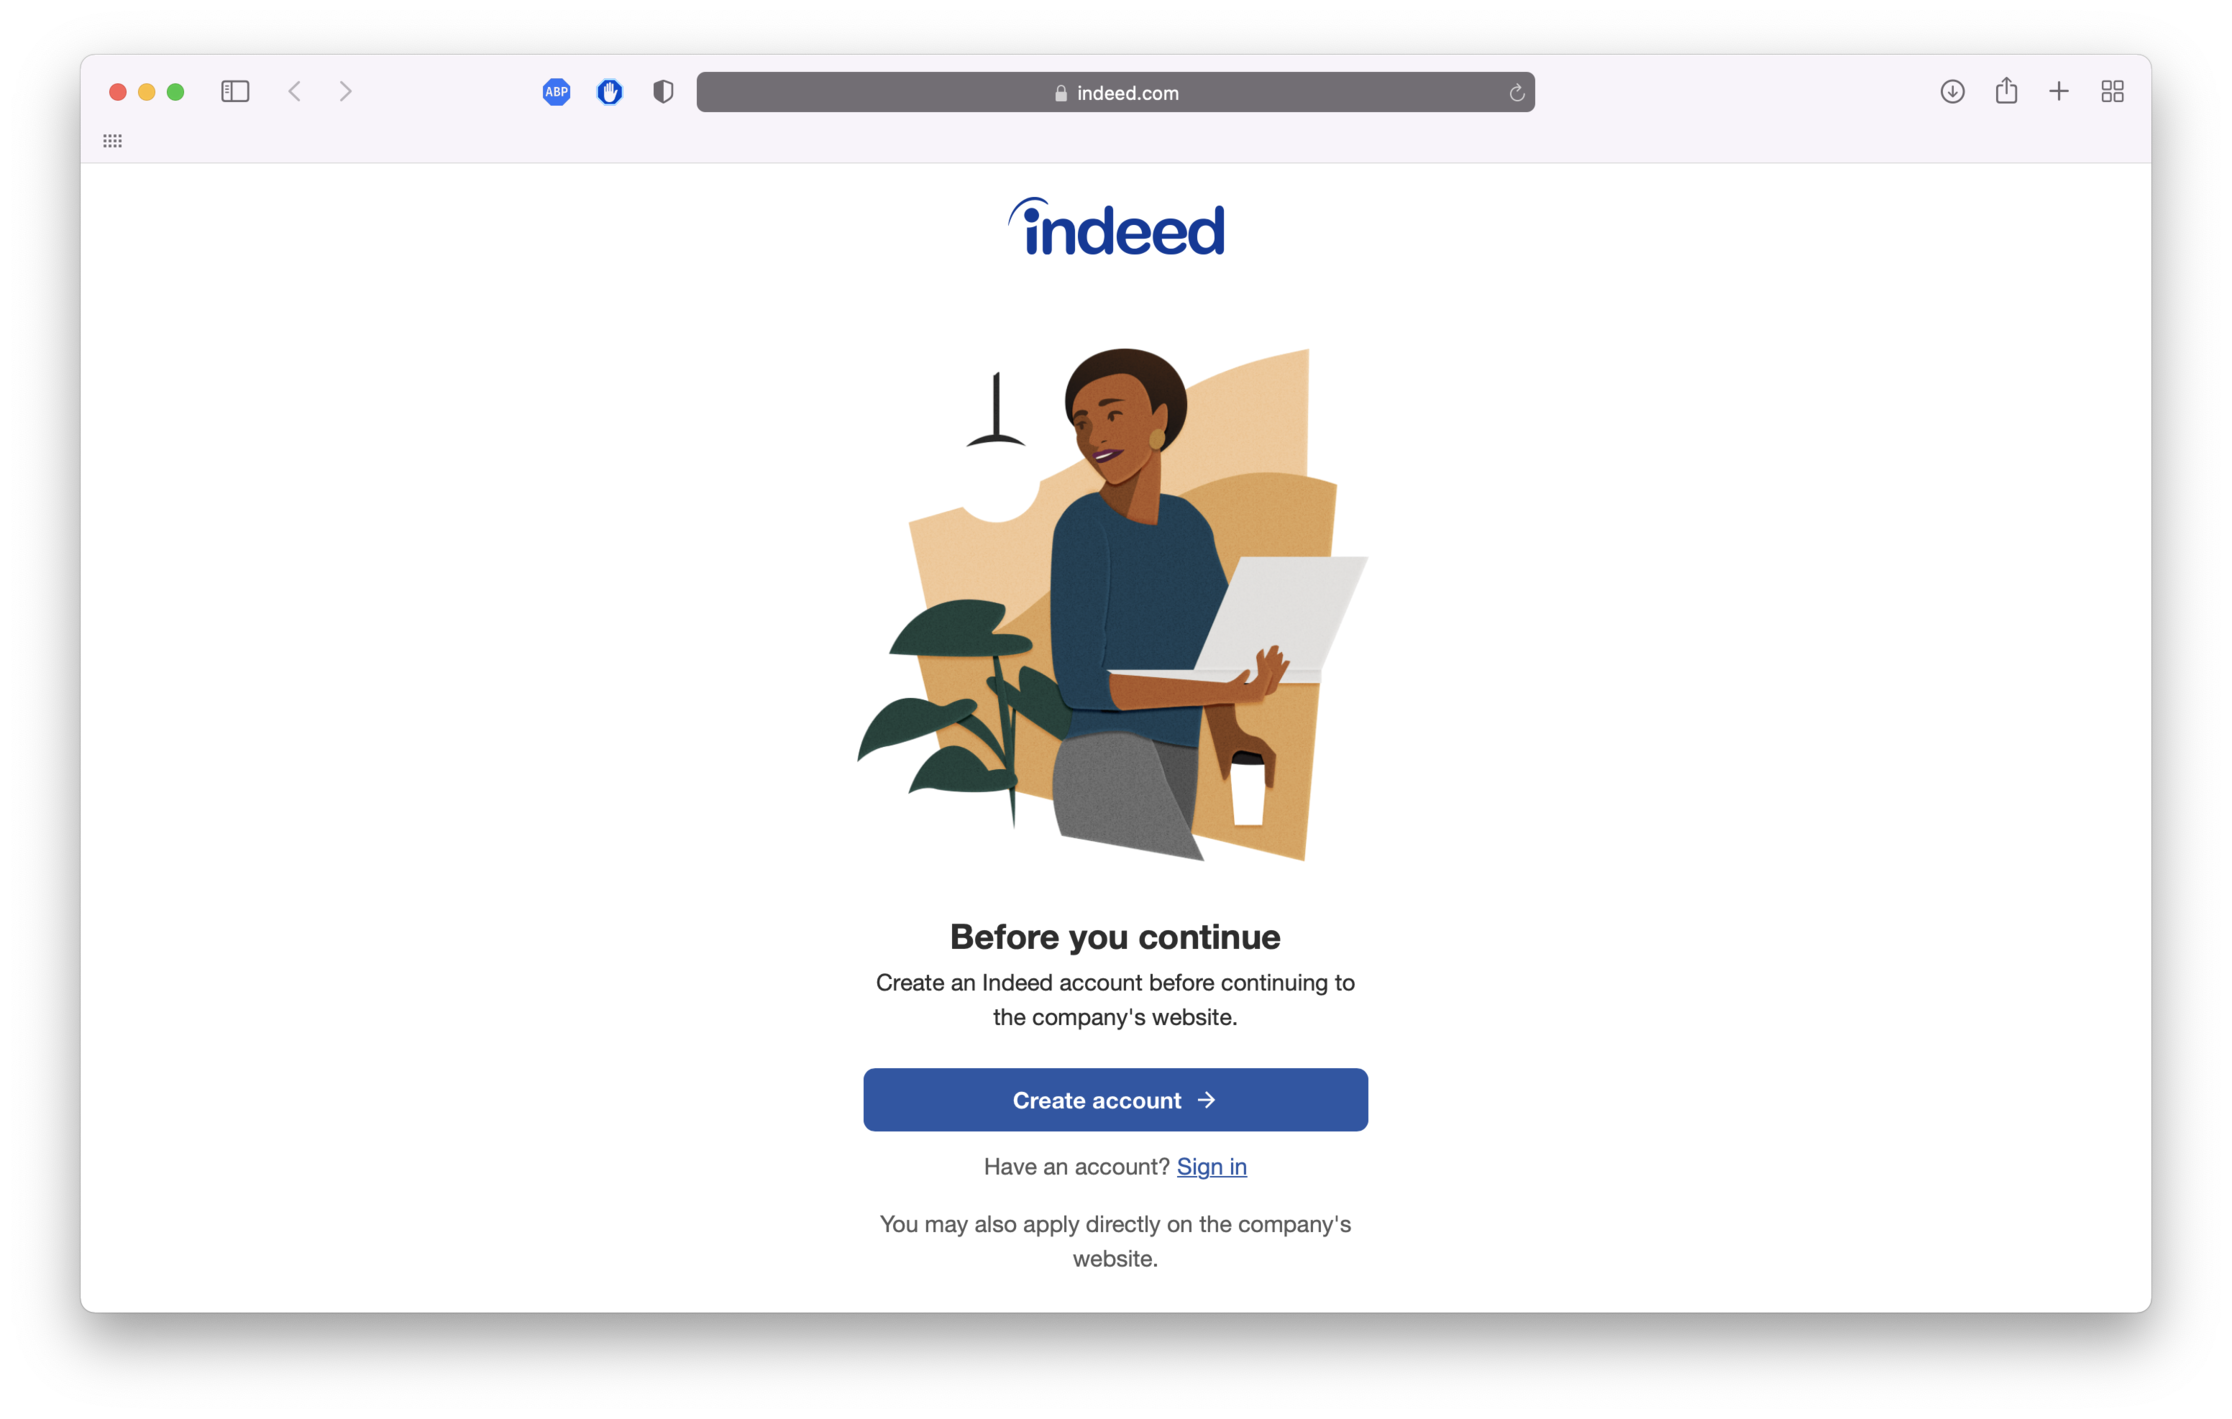 ABP
indeed.com
indeed
Before you continue
Create an Indeed account before continuing to
the company's website.
Create account →
Have an account? Sign in
You may also apply directly on the company's
website.